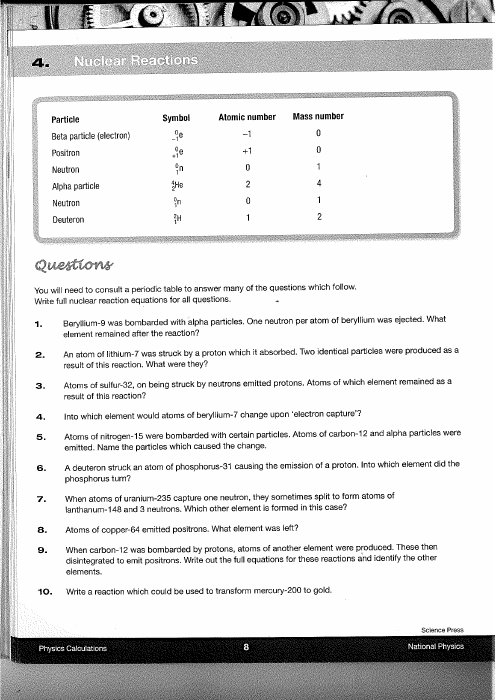 4. Nuclear Reactions
Particle Symbol Atomic number Mass number
Beta particle (electron) ⁰₋₁e −1 0
Positron ⁰₊₁e +1 0
Neutron ⁰₁n 0 1
Alpha particle ⁴₂He 2 4
Neutron ⁰₁n 0 1
Deuteron ²₁H 1 2
Questions
You will need to consult a periodic table to answer many of the questions which follow.
Write full nuclear reaction equations for all questions.
1. Beryllium-9 was bombarded with alpha particles. One neutron per atom of beryllium was ejected. What
element remained after the reaction?
2. An atom of lithium-7 was struck by a proton which it absorbed. Two identical particles were produced as a
result of this reaction. What were they?
3. Atoms of sulfur-32, on being struck by neutrons emitted protons. Atoms of which element remained as a
result of this reaction?
4. Into which element would atoms of beryllium-7 change upon 'electron capture'?
5. Atoms of nitrogen-15 were bombarded with certain particles. Atoms of carbon-12 and alpha particles were
emitted. Name the particles which caused the change.
6. A deuteron struck an atom of phosphorus-31 causing the emission of a proton. Into which element did the
phosphorus turn?
7. When atoms of uranium-235 capture one neutron, they sometimes split to form atoms of
lanthanum-148 and 3 neutrons. Which other element is formed in this case?
8. Atoms of copper-64 emitted positrons. What element was left?
9. When carbon-12 was bombarded by protons, atoms of another element were produced. These then
disintegrated to emit positrons. Write out the full equations for these reactions and identify the other
elements.
10. Write a reaction which could be used to transform mercury-200 to gold.
Science Press
Physics Calculations 8 National Physics